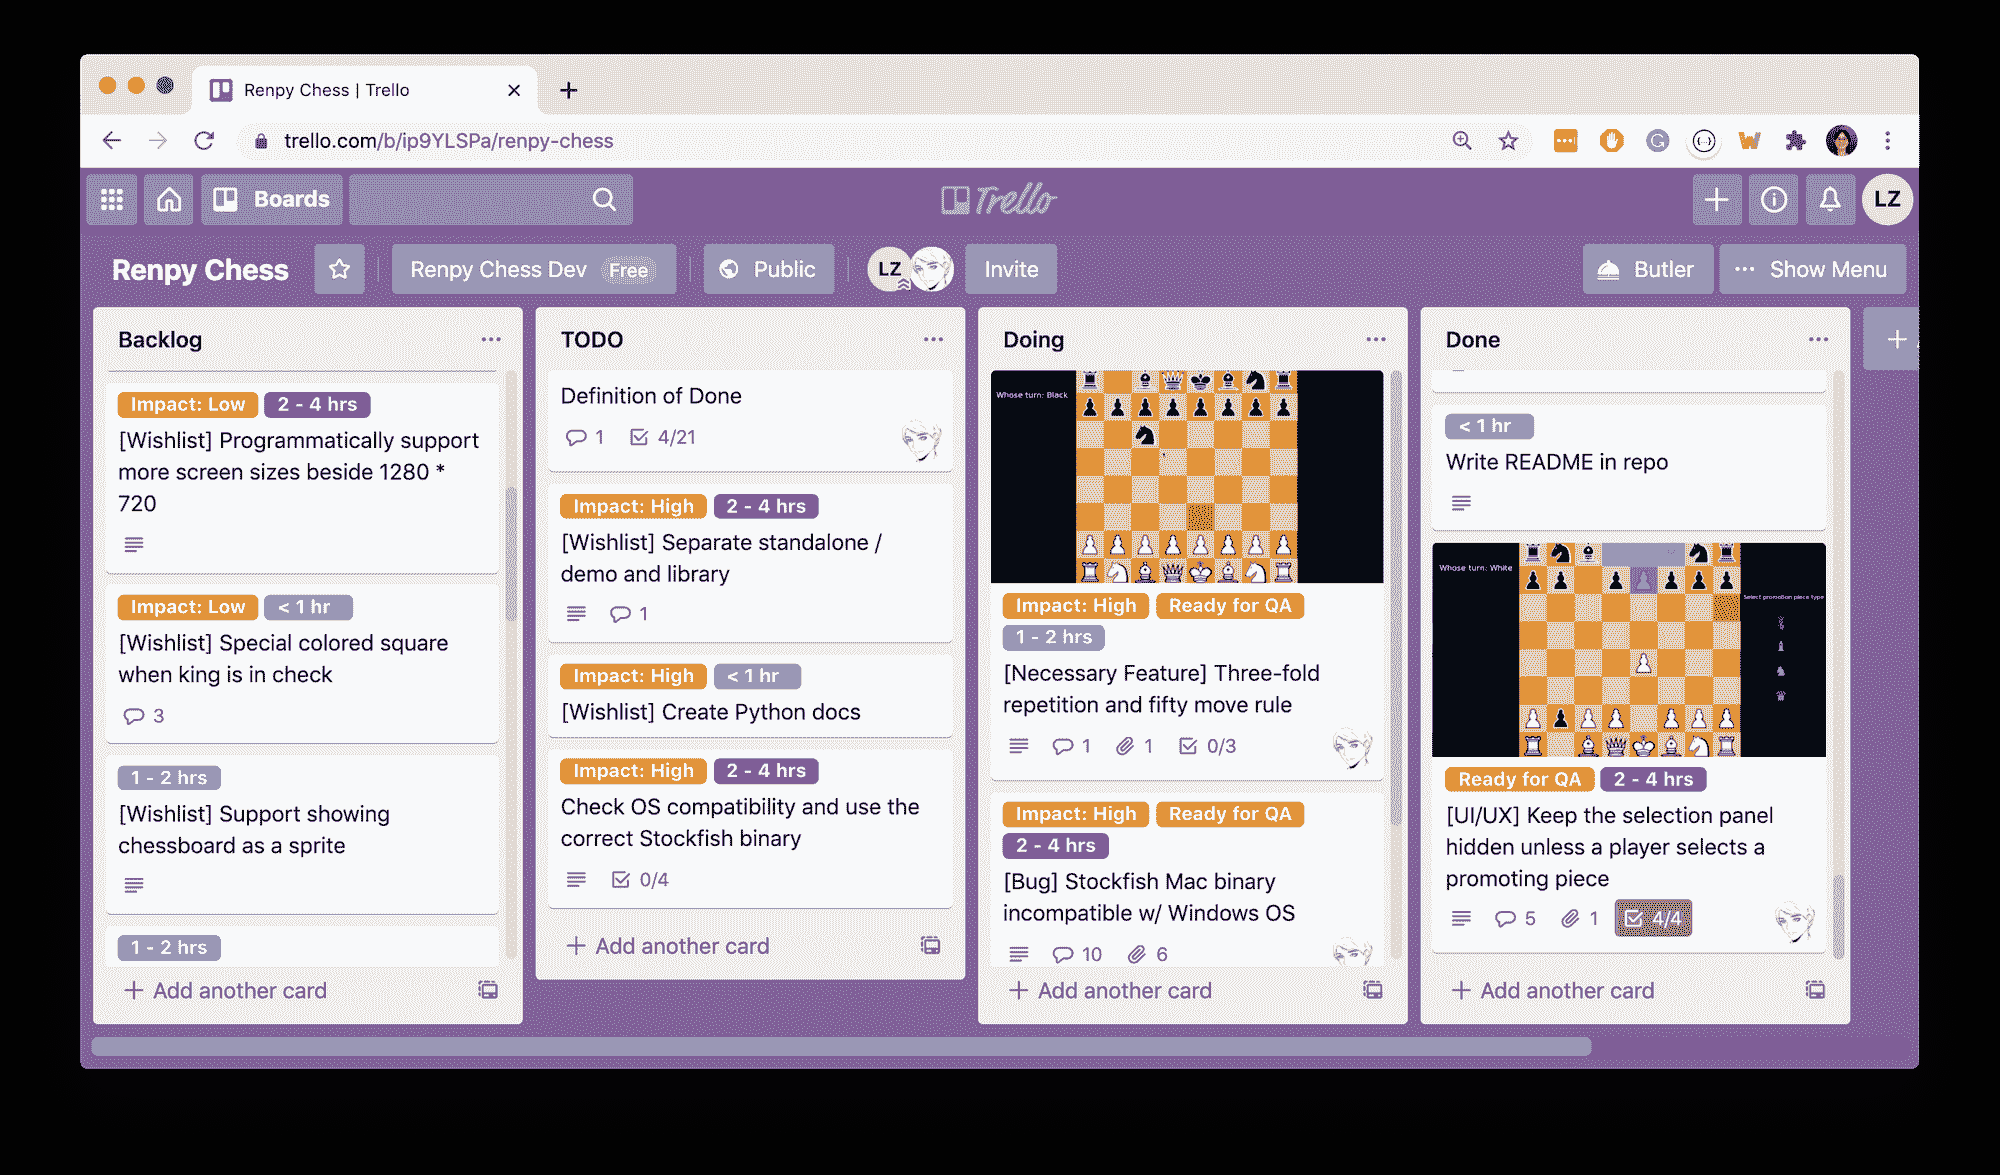 Renpy Chess | Trello
trello.com/b/ip9YLSPa/renpy-chess
Boards
Trello
LZ
Renpy Chess
Renpy Chess Dev Free
Public
LZ
Invite
Butler
Show Menu
Backlog
Impact: Low 2 - 4 hrs
[Wishlist] Programmatically support
more screen sizes beside 1280 *
720
Impact: Low < 1 hr
[Wishlist] Special colored square
when king is in check
3
1 - 2 hrs
[Wishlist] Support showing
chessboard as a sprite
1 - 2 hrs
+ Add another card
TODO
Definition of Done
1 4/21
Impact: High 2 - 4 hrs
[Wishlist] Separate standalone /
demo and library
1
Impact: High < 1 hr
[Wishlist] Create Python docs
Impact: High 2 - 4 hrs
Check OS compatibility and use the
correct Stockfish binary
0/4
+ Add another card
Doing
Whose turn: Black
Impact: High Ready for QA
1 - 2 hrs
[Necessary Feature] Three-fold
repetition and fifty move rule
1 1 0/3
Impact: High Ready for QA
2 - 4 hrs
[Bug] Stockfish Mac binary
incompatible w/ Windows OS
10 6
+ Add another card
Done
< 1 hr
Write README in repo
Whose turn: White
Select promotion piece type
Ready for QA 2 - 4 hrs
[UI/UX] Keep the selection panel
hidden unless a player selects a
promoting piece
5 1 4/4
+ Add another card